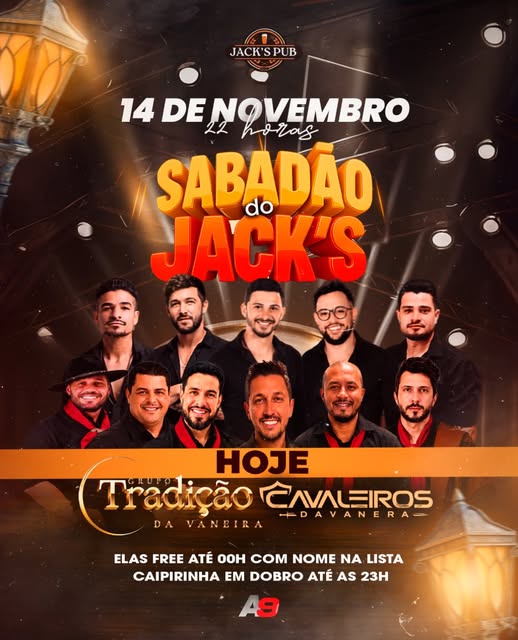 JACK'S PUB
14 DE NOVEMBRO
22 horas
SABADÃO
do
JACK'S
HOJE
GRUPO
Tradição
DA VANEIRA
CAVALEIROS
DAVANERA
ELAS FREE ATÉ 00H COM NOME NA LISTA
CAIPIRINHA EM DOBRO ATÉ AS 23H
A9